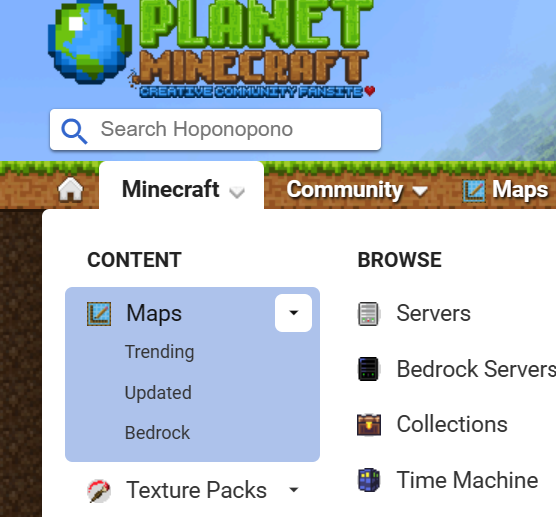 PLANET
MINECRAFT
CREATIVE COMMUNITY FANSITE
Search Hoponopono
Minecraft
Community
Maps
CONTENT
Maps
Trending
Updated
Bedrock
Texture Packs
BROWSE
Servers
Bedrock Servers
Collections
Time Machine